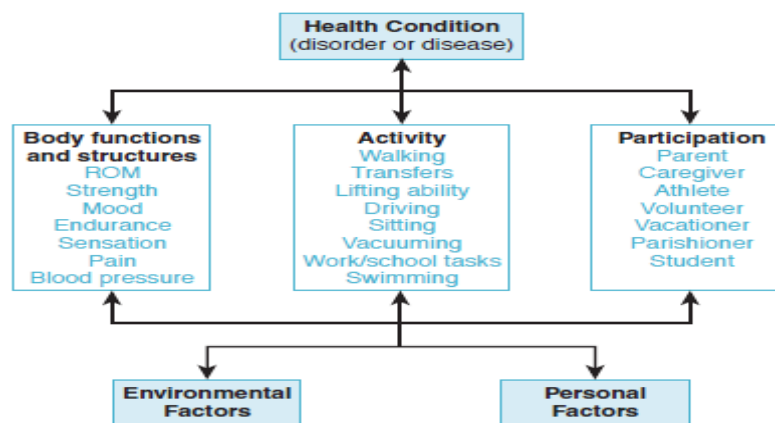 Health Condition
(disorder or disease)
Body functions
and structures
ROM
Strength
Mood
Endurance
Sensation
Pain
Blood pressure
Activity
Walking
Transfers
Lifting ability
Driving
Sitting
Vacuuming
Work/school tasks
Swimming
Participation
Parent
Caregiver
Athlete
Volunteer
Vacationer
Parishioner
Student
Environmental
Factors
Personal
Factors